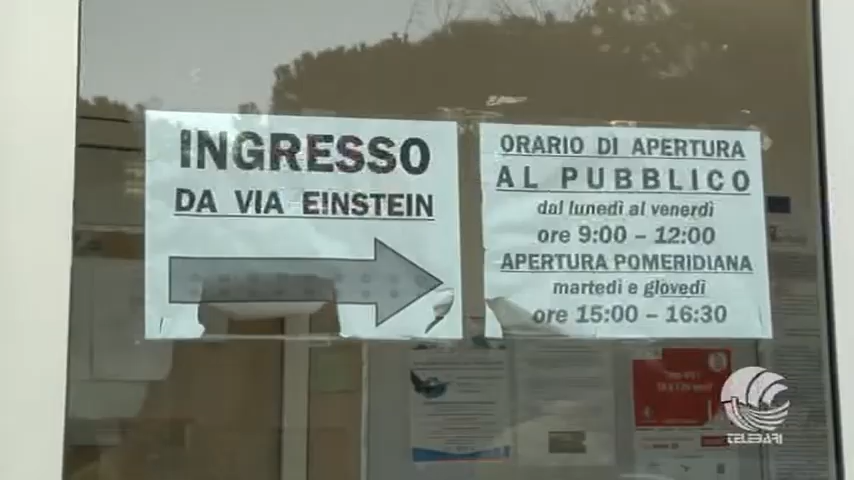 INGRESSO
DA VIA EINSTEIN
ORARIO DI APERTURA
AL PUBBLICO
dal lunedì al venerdì
ore 9:00 – 12:00
APERTURA POMERIDIANA
martedì e giovedì
ore 15:00 – 16:30
TELEBARI